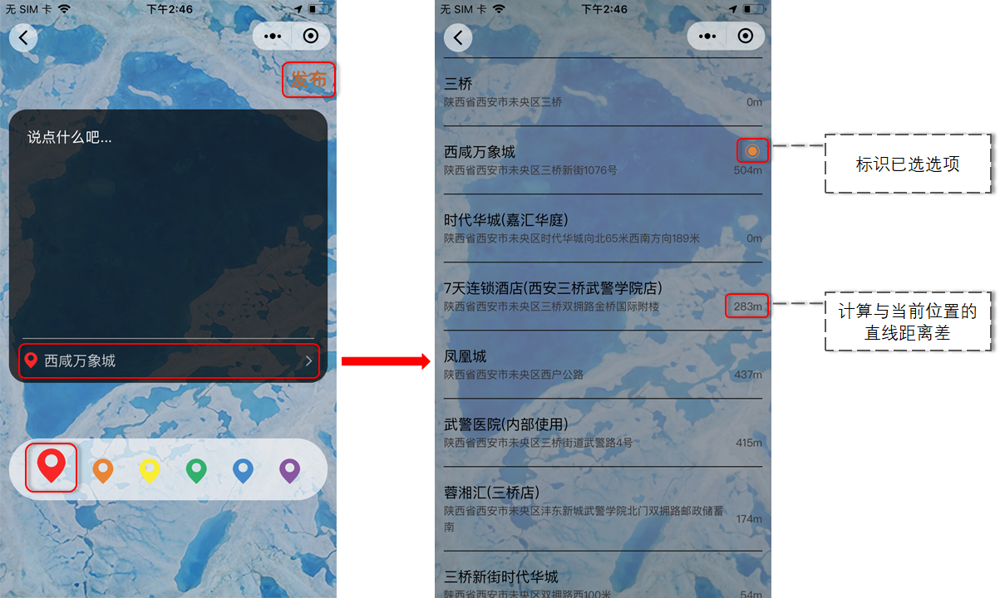 无 SIM 卡
下午2:46
发布
说点什么吧...
西咸万象城
无 SIM 卡
下午2:46
三桥
陕西省西安市未央区三桥
0m
西咸万象城
陕西省西安市未央区三桥新街1076号
504m
时代华城(嘉汇华庭)
陕西省西安市未央区时代华城向北65米西南方向189米
0m
7天连锁酒店(西安三桥武警学院店)
陕西省西安市未央区三桥双拥路金桥国际附楼
283m
凤凰城
陕西省西安市未央区西户公路
437m
武警医院(内部使用)
陕西省西安市未央区三桥街道武警路4号
415m
蓉湘汇(三桥店)
陕西省西安市未央区沣东新城武警学院北门双拥路邮政储蓄
南
174m
三桥新街时代华城
陕西省西安市未央区双拥路西100米
54m
标识已选选项
计算与当前位置的
直线距离差